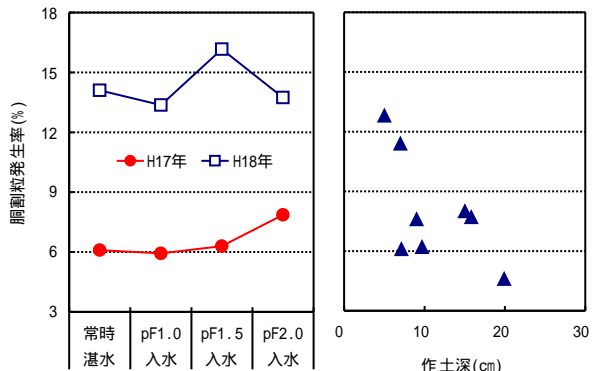 胴割粒発生率(%)
18
15
12
9
6
3
H17年 H18年
常時
湛水
pF1.0
入水
pF1.5
入水
pF2.0
入水
0 10 20 30
作土深(cm)